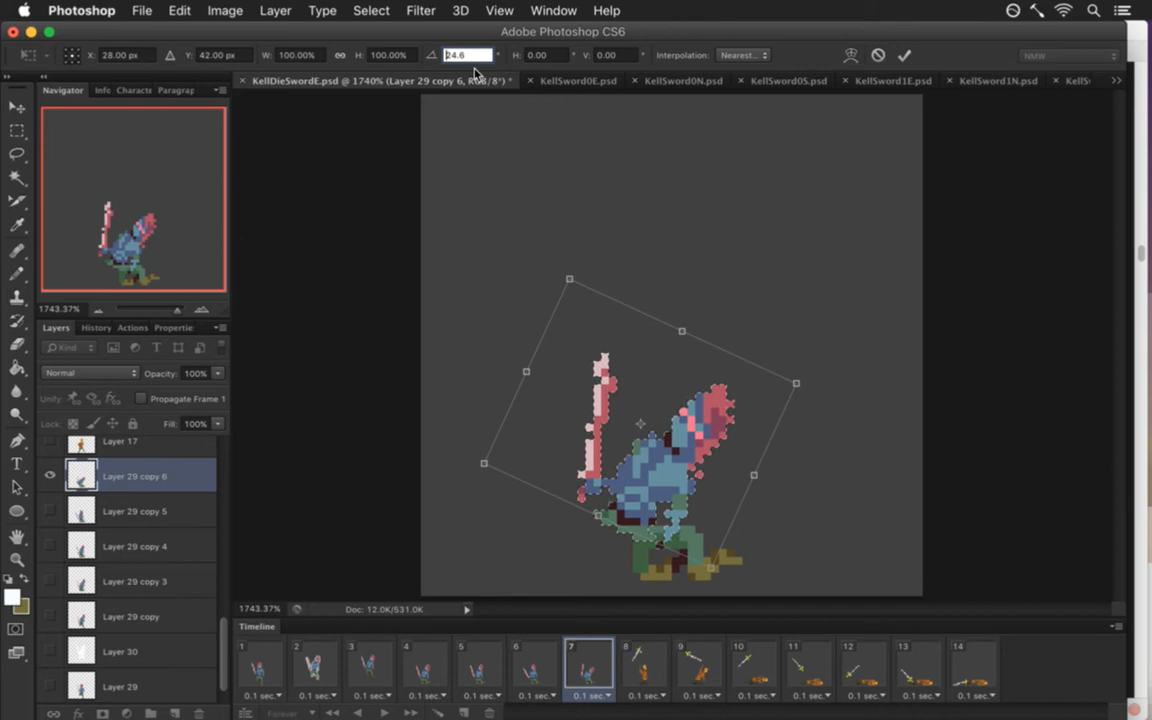 Photoshop File Edit Image Layer Type Select Filter 3D View Window Help
Adobe Photoshop CS6
X: 28.00 px Y: 42.00 px W: 100.00% H: 100.00% 24.6 ° H: 0.00 ° V: 0.00 ° Interpolation: Nearest... NMW
× KellDieSwordE.psd @ 1740% (Layer 29 copy 6, RGB/8*) * × KellSword0E.psd × KellSword0N.psd × KellSword0S.psd × KellSword1E.psd × KellSword1N.psd × KellSv
Navigator Info Characte Paragrap
1743.37%
Layers History Actions Propertie
Kind
Normal Opacity: 100%
Unify: Propagate Frame 1
Lock: Fill: 100%
Layer 17
Layer 29 copy 6
Layer 29 copy 5
Layer 29 copy 4
Layer 29 copy 3
Layer 29 copy
Layer 30
Layer 29
fx
1743.37% Doc: 12.0K/531.0K
Timeline
1 2 3 4 5 6 7 8 9 10 11 12 13 14
0.1 sec. 0.1 sec. 0.1 sec. 0.1 sec. 0.1 sec. 0.1 sec. 0.1 sec. 0.1 sec. 0.1 sec. 0.1 sec. 0.1 sec. 0.1 sec. 0.1 sec. 0.1 sec.
Forever